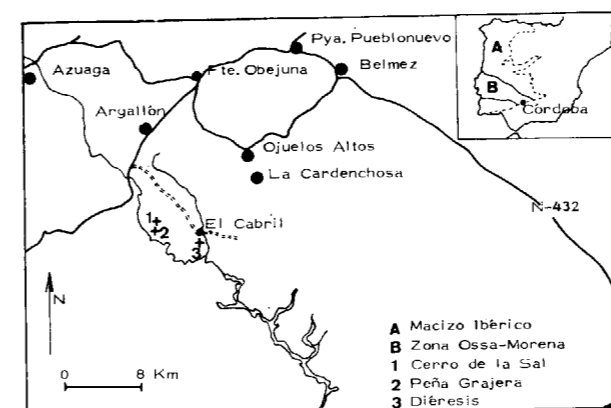 Pya. Pueblonuevo
A
Azuaga
Fte. Obejuna
Belmez
B
Córdoba
Argallón
Ojuelos Altos
La Cardenchosa
N-432
1
2
El Cabril
3
N
0 8 Km
A Macizo Ibérico
B Zona Ossa-Morena
1 Cerro de la Sal
2 Peña Grajera
3 Diéresis